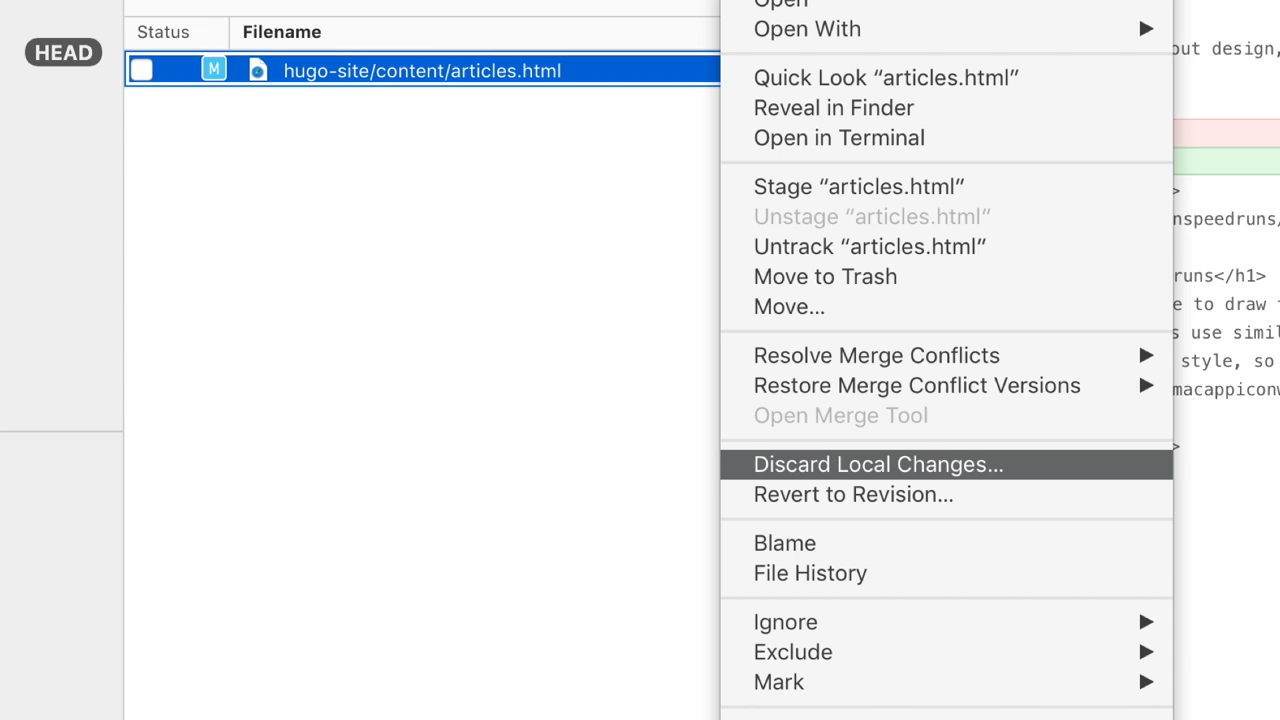 HEAD
Status Filename
M hugo-site/content/articles.html
Open
Open With
Quick Look “articles.html”
Reveal in Finder
Open in Terminal
Stage “articles.html”
Unstage “articles.html”
Untrack “articles.html”
Move to Trash
Move...
Resolve Merge Conflicts
Restore Merge Conflict Versions
Open Merge Tool
Discard Local Changes...
Revert to Revision...
Blame
File History
Ignore
Exclude
Mark
out design,
>
nspeedruns/
runs</h1>
e to draw
s use simil
style, so
macappiconw
>